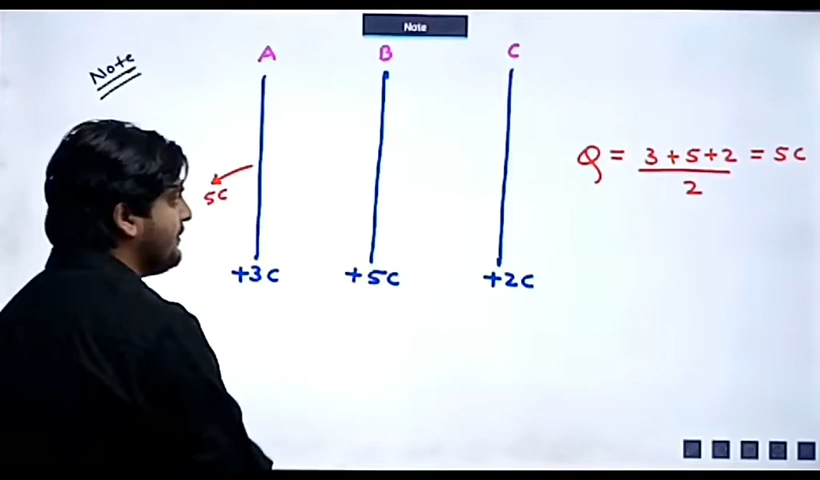 Note
Note
A B C
5C
+3C +5C +2C
Q = 3+5+2 / 2 = 5C